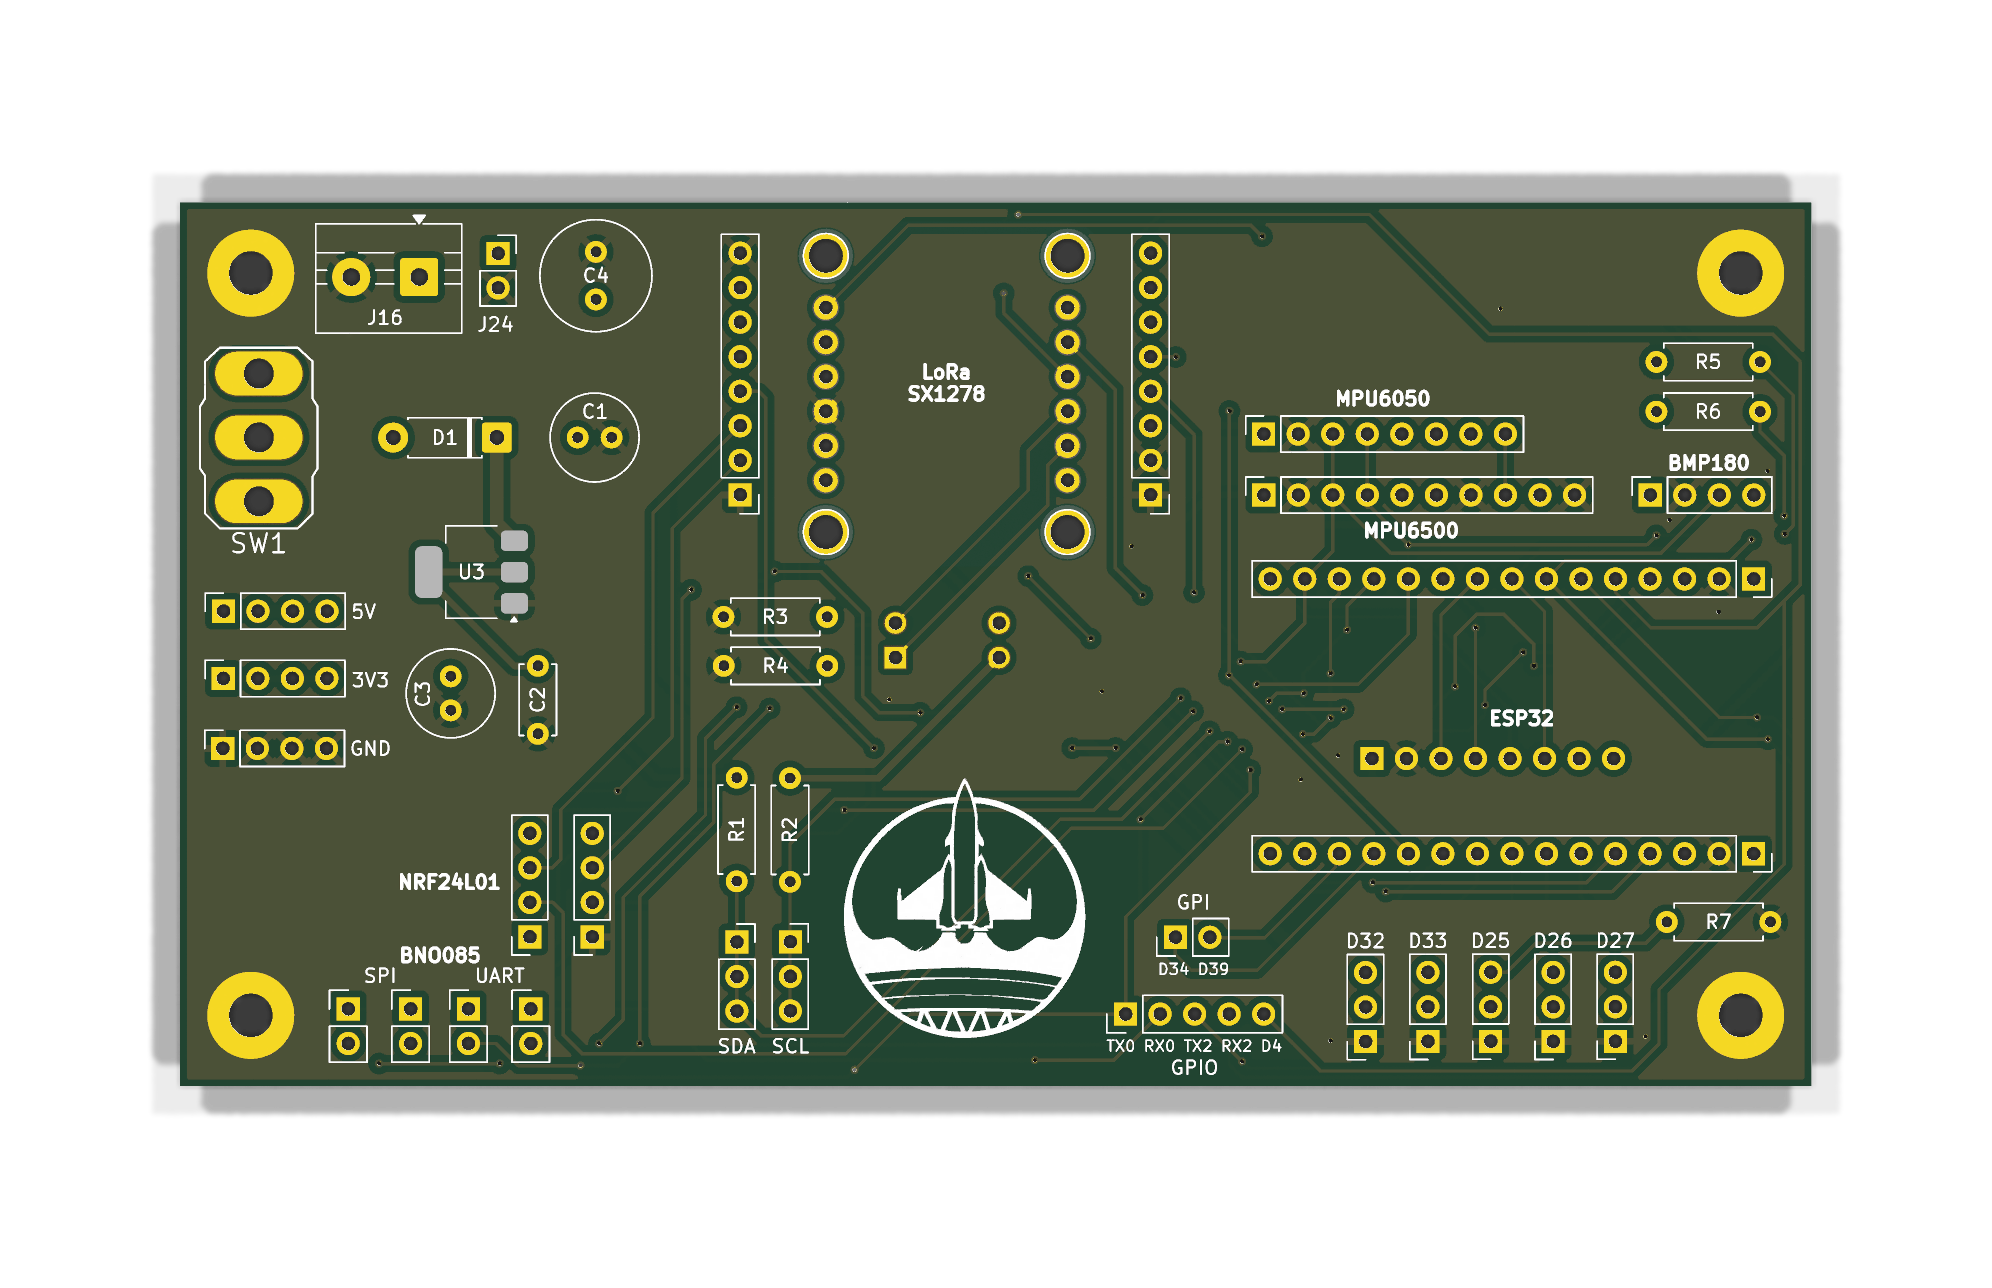 J16
J24
C4
SW1
D1
C1
U3
5V
3V3
GND
C3
C2
LoRa
SX1278
MPU6050
MPU6500
R5
R6
BMP180
R3
R4
ESP32
R1
R2
NRF24L01
BNO085
SPI
UART
SDA
SCL
GPI
D34 D39
TX0 RX0 TX2 RX2 D4
GPIO
D32 D33 D25 D26 D27
R7